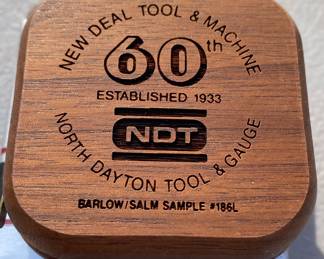 NEW DEAL TOOL & MACHINE
60th
ESTABLISHED 1933
NDT
NORTH DAYTON TOOL & GAUGE
BARLOW/SALM SAMPLE #186L